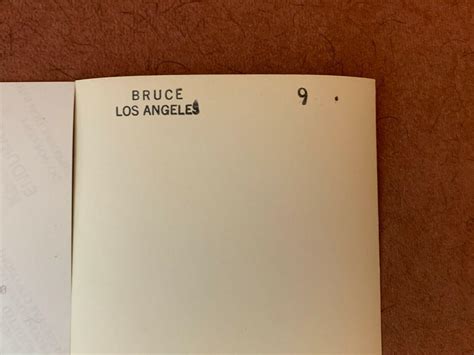 BRUCE 9 .
LOS ANGELES